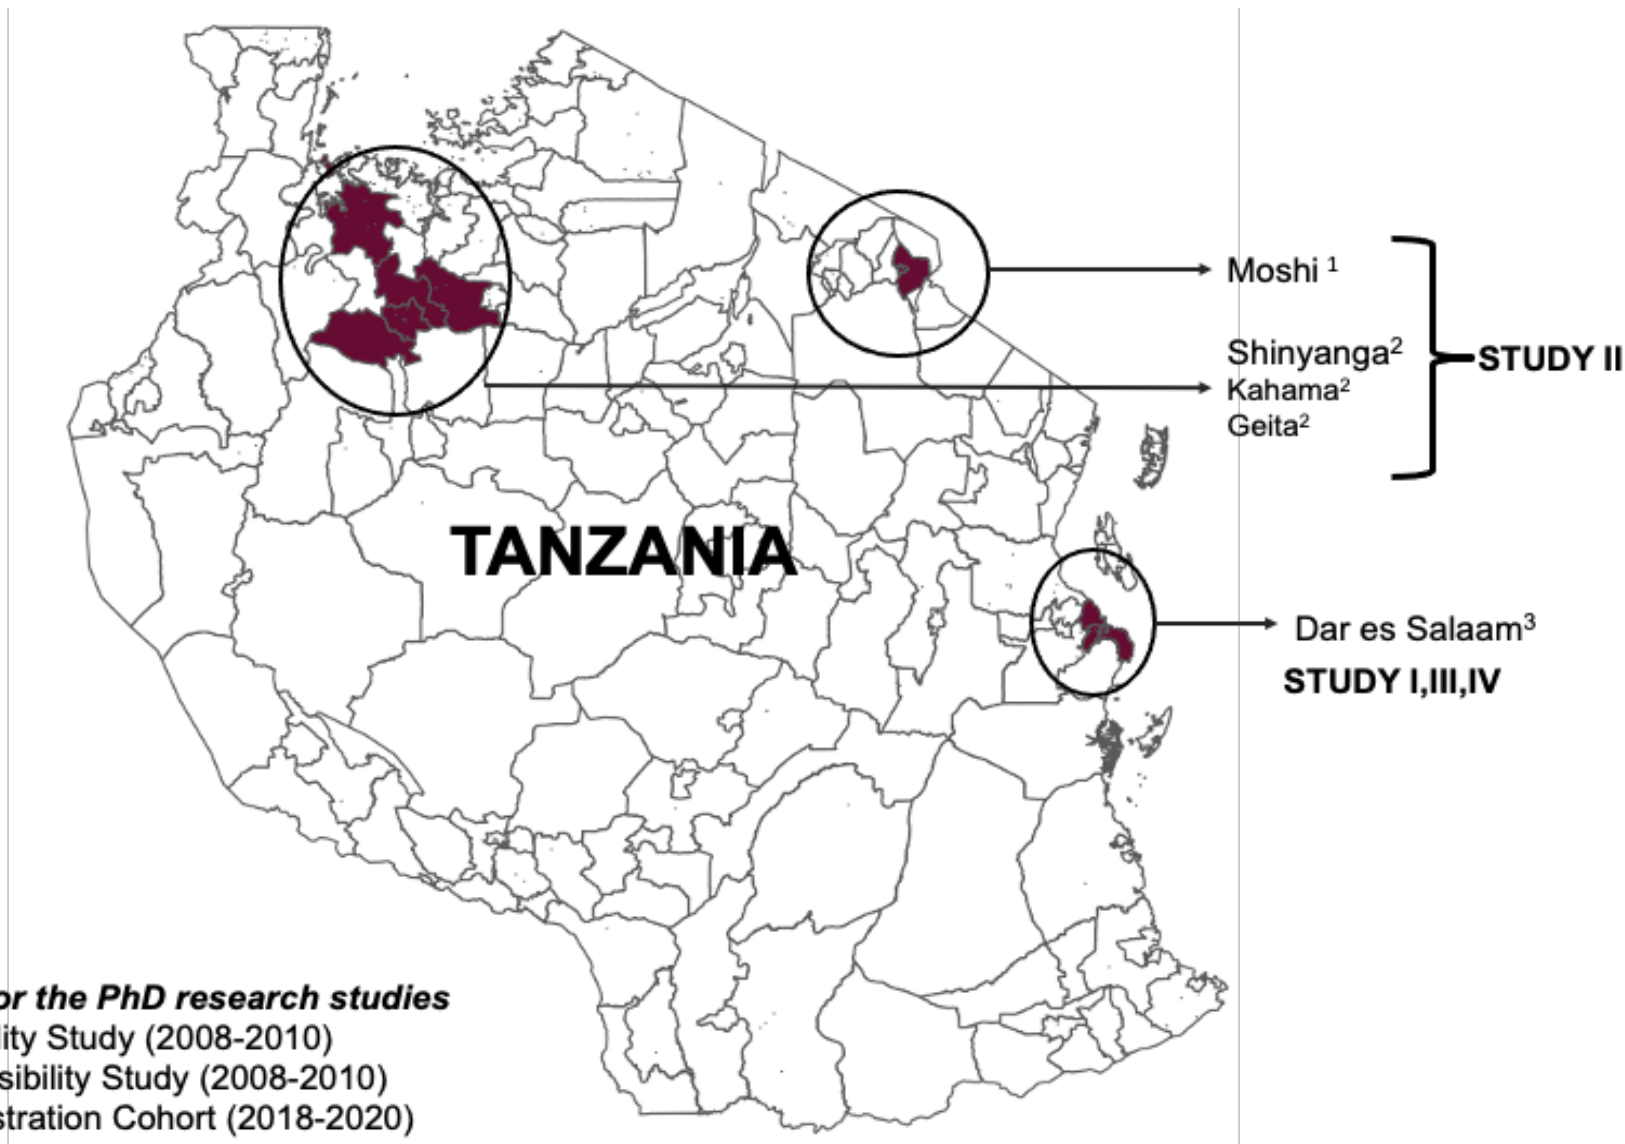 Moshi ¹
Shinyanga²
Kahama²
Geita²
STUDY II
TANZANIA
Dar es Salaam³
STUDY I,III,IV
or the PhD research studies
lity Study (2008-2010)
sibility Study (2008-2010)
stration Cohort (2018-2020)